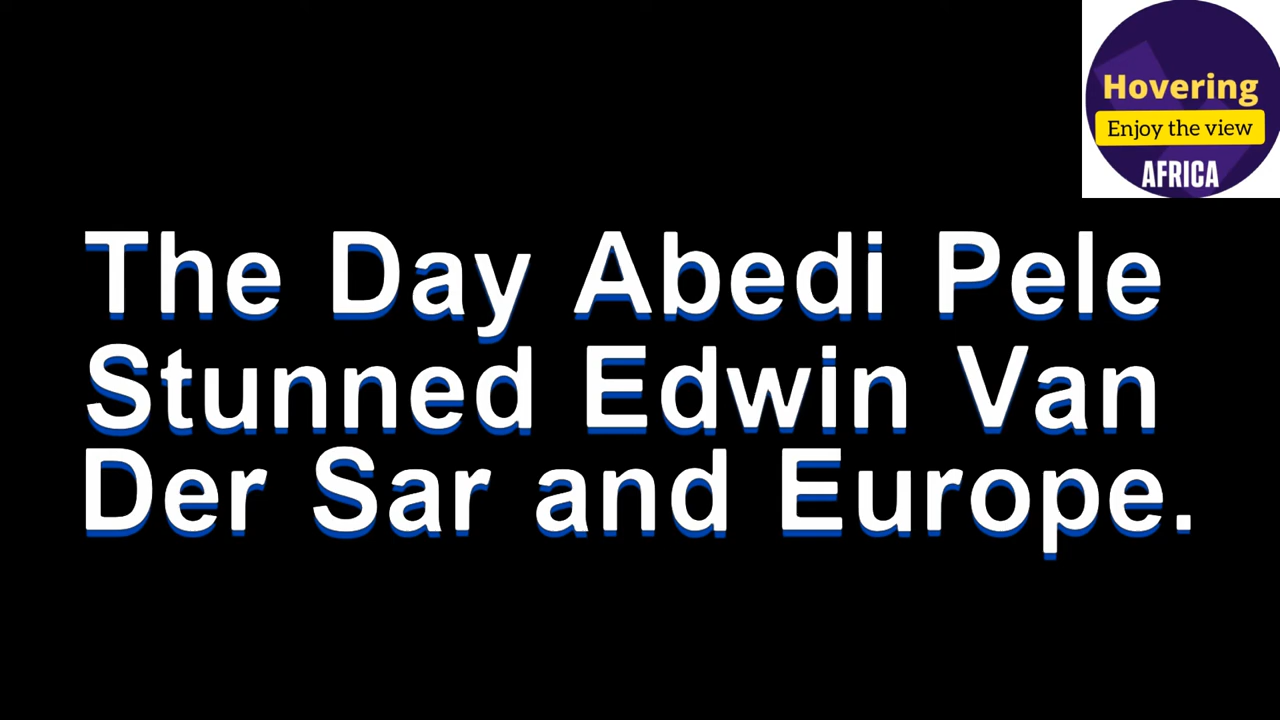 Hovering
Enjoy the view
AFRICA
The Day Abedi Pele
Stunned Edwin Van
Der Sar and Europe.